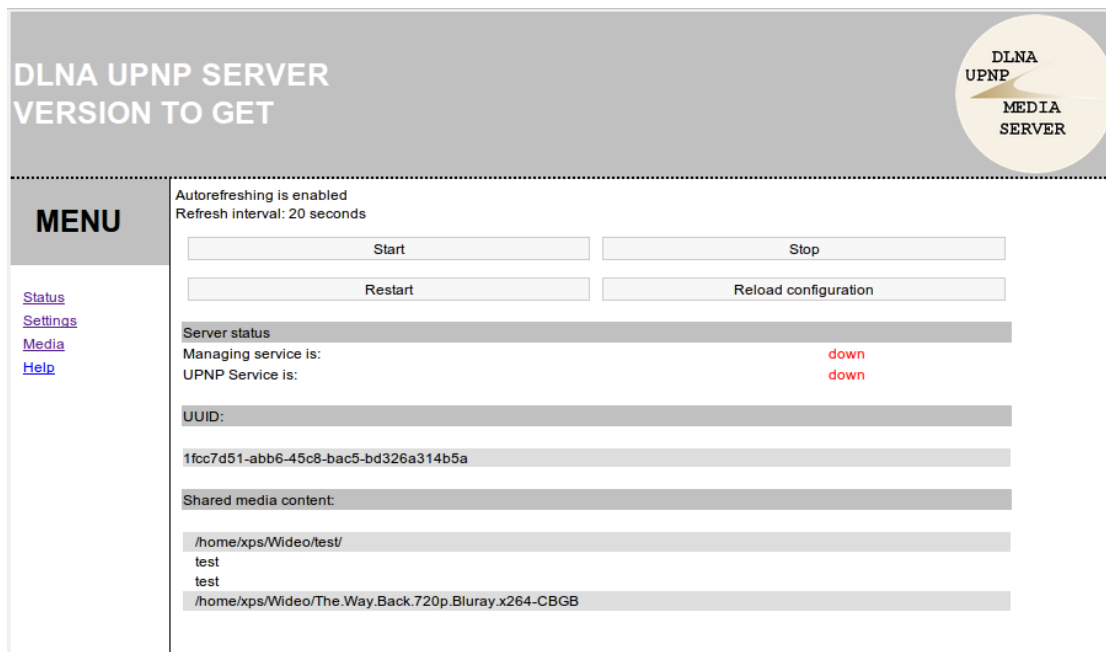 DLNA UPNP SERVER
VERSION TO GET
DLNA
UPNP
MEDIA
SERVER
MENU
Status
Settings
Media
Help
Autorefreshing is enabled
Refresh interval: 20 seconds
Start Stop
Restart Reload configuration
Server status
Managing service is: down
UPNP Service is: down
UUID:
1fcc7d51-abb6-45c8-bac5-bd326a314b5a
Shared media content:
/home/xps/Wideo/test/
test
test
/home/xps/Wideo/The.Way.Back.720p.Bluray.x264-CBGB